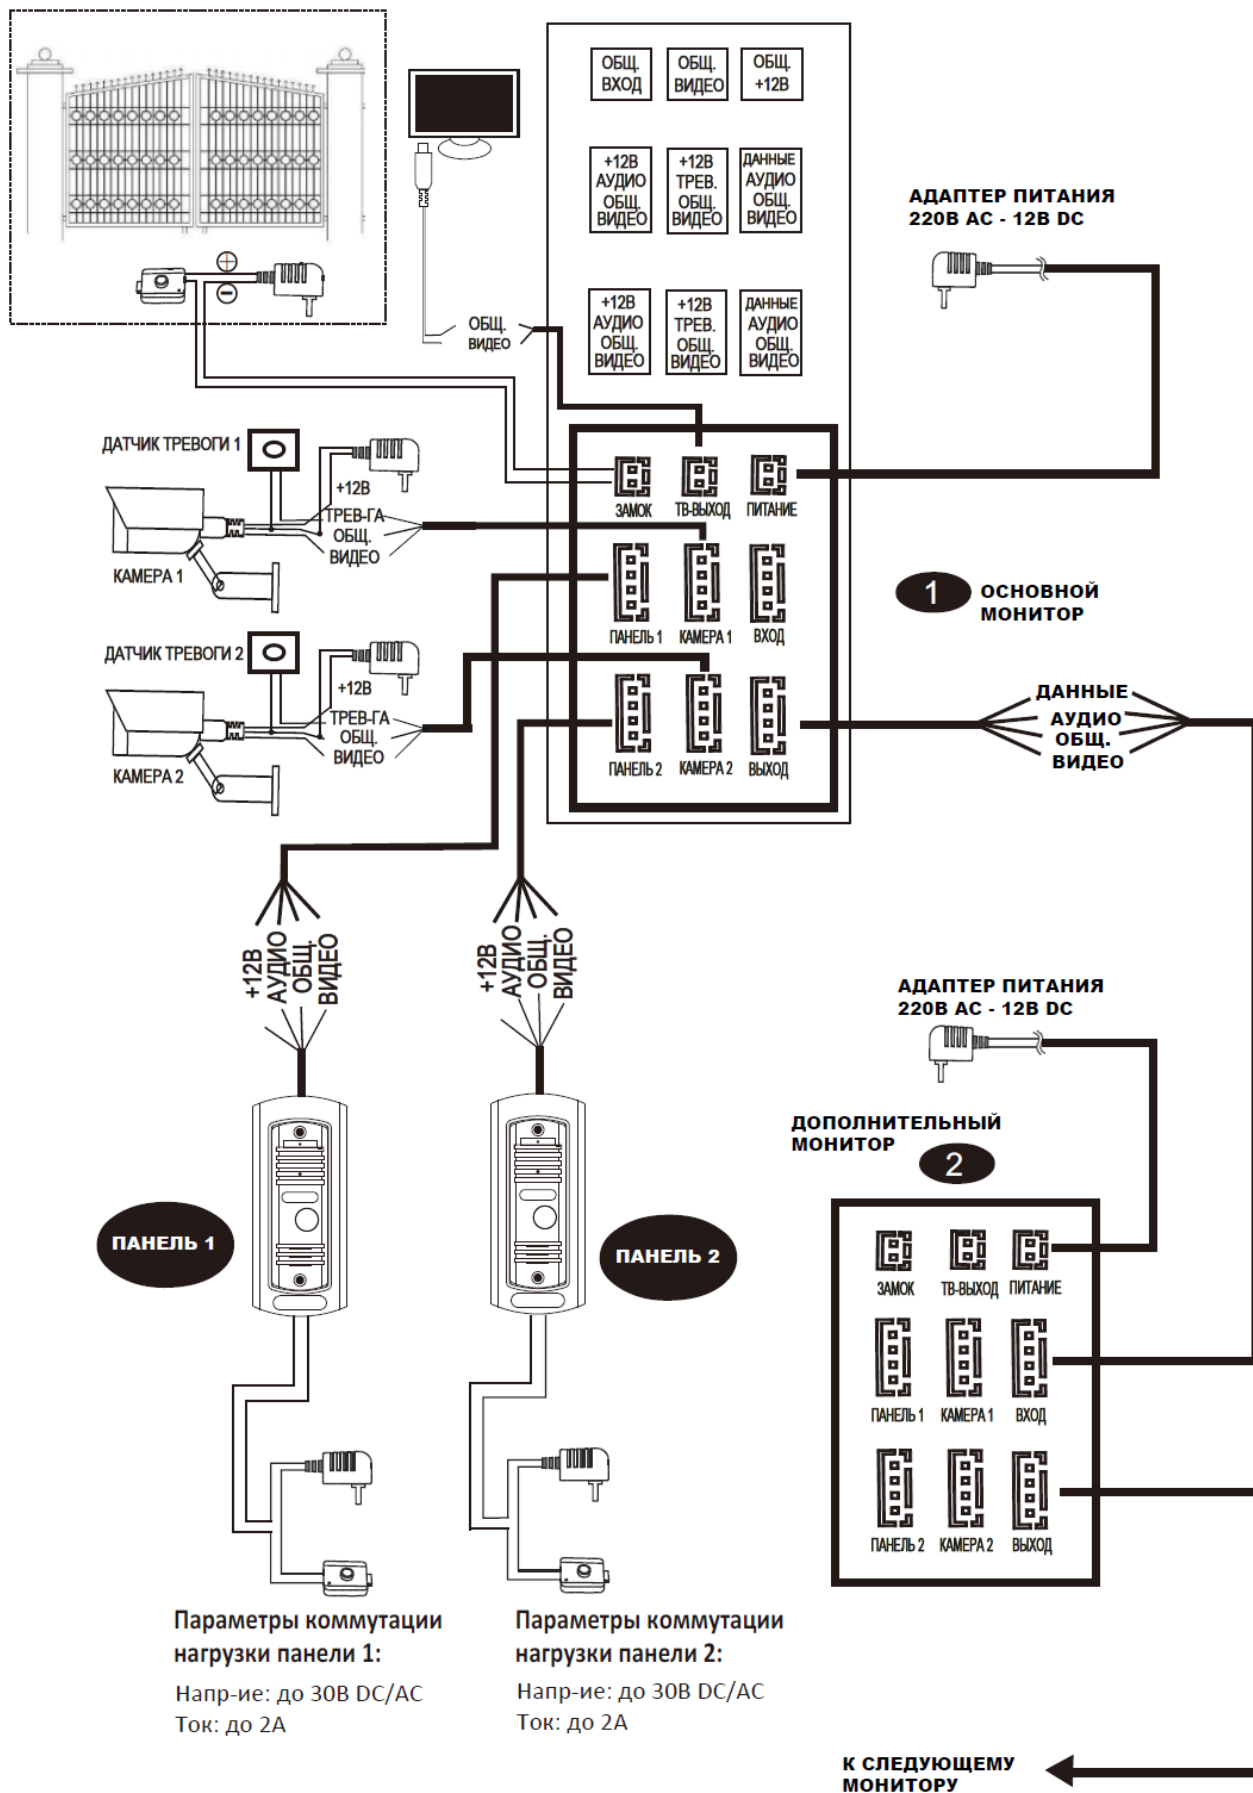 ОБЩ.
ВХОД
ОБЩ.
ВИДЕО
ОБЩ.
+12В
+12В
АУДИО
ОБЩ.
ВИДЕО
+12В
ТРЕВ.
ОБЩ.
ВИДЕО
ДАННЫЕ
АУДИО
ОБЩ.
ВИДЕО
АДАПТЕР ПИТАНИЯ
220В AC - 12В DC
+12В
АУДИО
ОБЩ.
ВИДЕО
+12В
ТРЕВ.
ОБЩ.
ВИДЕО
ДАННЫЕ
АУДИО
ОБЩ.
ВИДЕО
ОБЩ.
ВИДЕО
ДАТЧИК ТРЕВОГИ 1
+12В
ТРЕВ-ГА
ОБЩ.
ВИДЕО
КАМЕРА 1
ЗАМОК
ТВ-ВЫХОД
ПИТАНИЕ
ПАНЕЛЬ 1
КАМЕРА 1
ВХОД
1
ОСНОВНОЙ
МОНИТОР
ДАТЧИК ТРЕВОГИ 2
+12В
ТРЕВ-ГА
ОБЩ.
ВИДЕО
КАМЕРА 2
ПАНЕЛЬ 2
КАМЕРА 2
ВЫХОД
ДАННЫЕ
АУДИО
ОБЩ.
ВИДЕО
+12В
АУДИО
ОБЩ.
ВИДЕО
+12В
АУДИО
ОБЩ.
ВИДЕО
АДАПТЕР ПИТАНИЯ
220В AC - 12В DC
ДОПОЛНИТЕЛЬНЫЙ
МОНИТОР
2
ПАНЕЛЬ 1
ПАНЕЛЬ 2
ЗАМОК
ТВ-ВЫХОД
ПИТАНИЕ
ПАНЕЛЬ 1
КАМЕРА 1
ВХОД
ПАНЕЛЬ 2
КАМЕРА 2
ВЫХОД
Параметры коммутации
нагрузки панели 1:
Напр-ие: до 30В DC/AC
Ток: до 2А
Параметры коммутации
нагрузки панели 2:
Напр-ие: до 30В DC/AC
Ток: до 2А
К СЛЕДУЮЩЕМУ
МОНИТОРУ